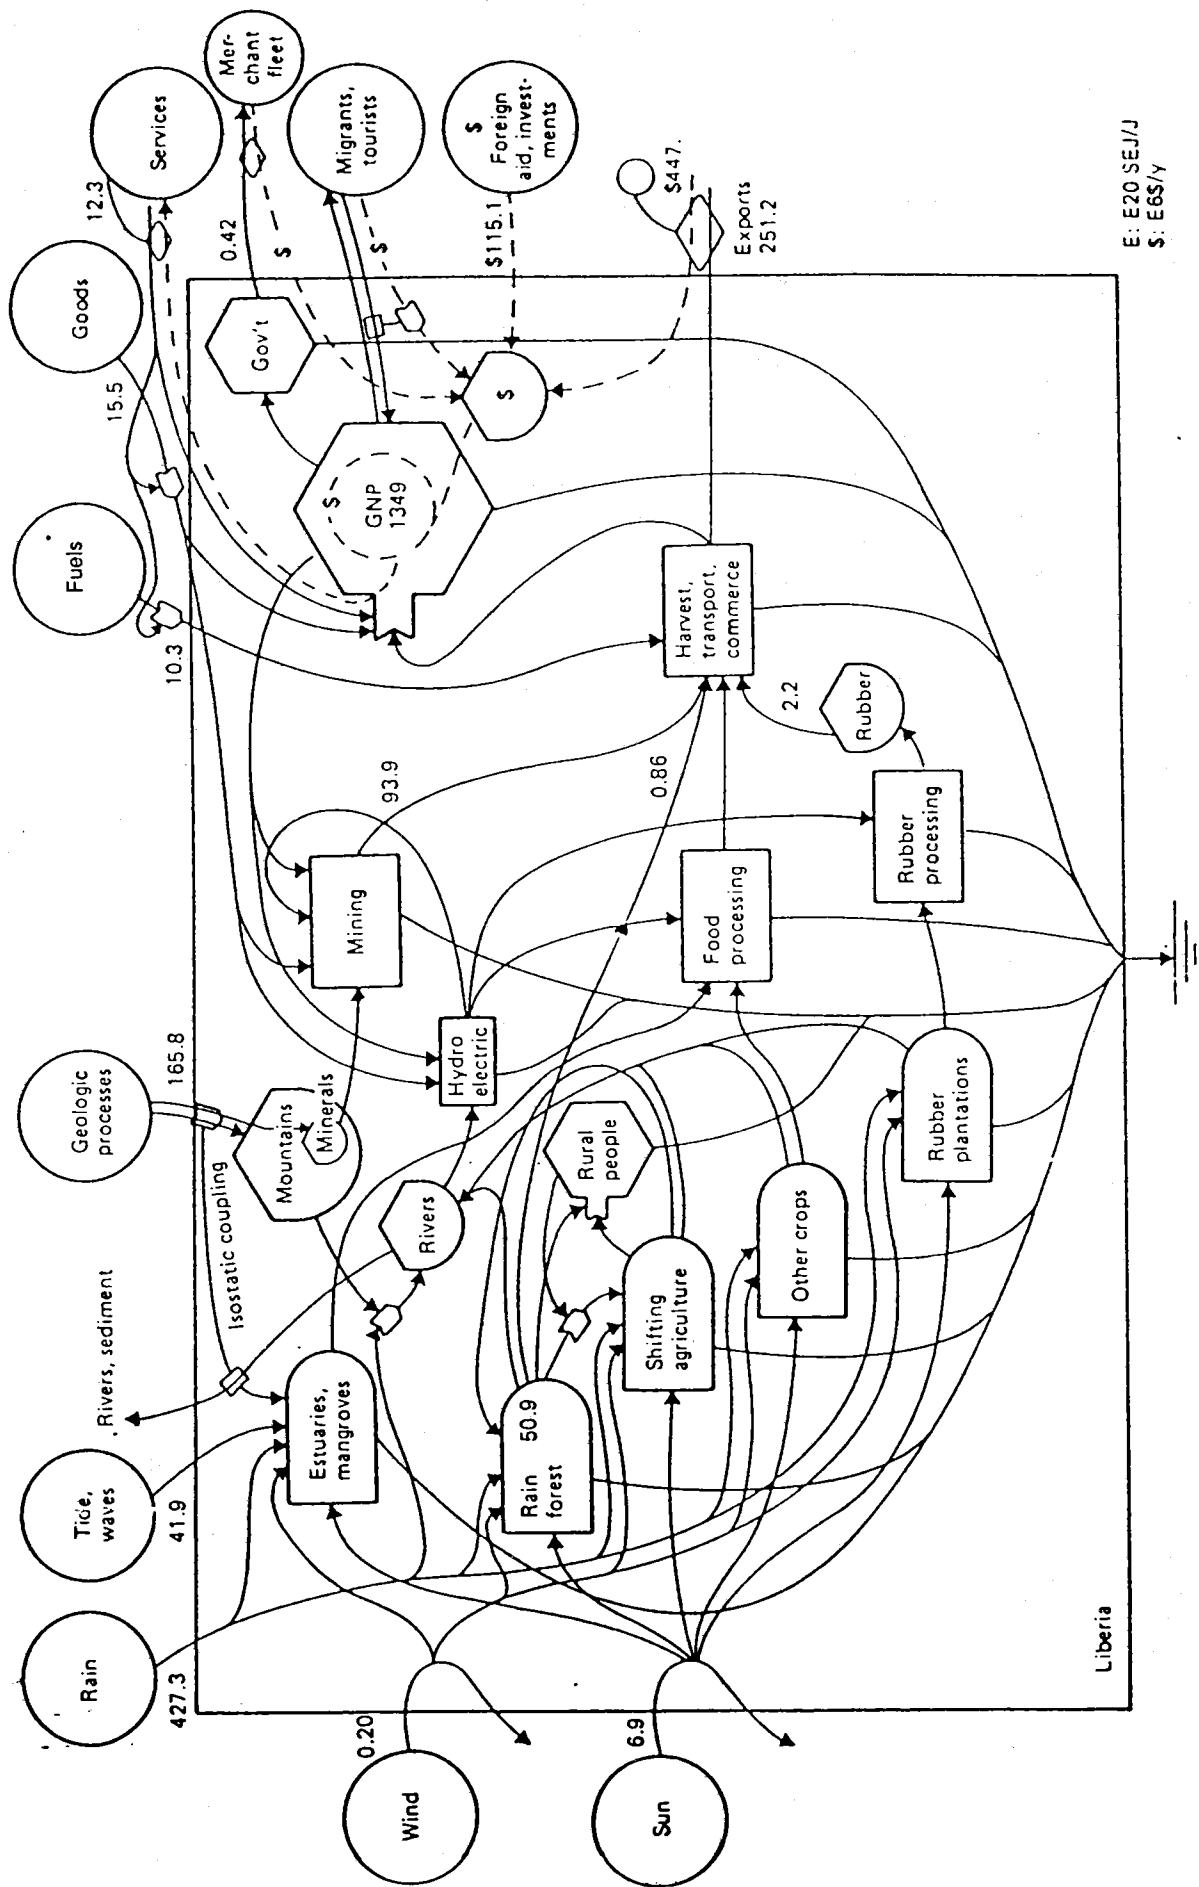 Rain
427.3
Tide,
waves
41.9
Rivers, sediment
Isostatic coupling
Geologic
processes
165.8
Fuels
10.3
Goods
15.5
Services
12.3
Mer-
chant
fleet
0.42
$
Migrants,
tourists
$
$
Foreign
aid, invest-
ments
$115.1
$447.
Exports
251.2
Wind
0.20
Sun
6.9
Estuaries,
mangroves
Mountains
Minerals
Rivers
Mining
93.9
Hydro
electric
Gov't
$
GNP
1349
$
Rain
forest
50.9
Rural
people
Shifting
agriculture
Other crops
Rubber
plantations
Food
processing
0.86
Rubber
processing
Rubber
2.2
Harvest,
transport,
commerce
Liberia
E: E20 SEJ/J
$: E6$/y